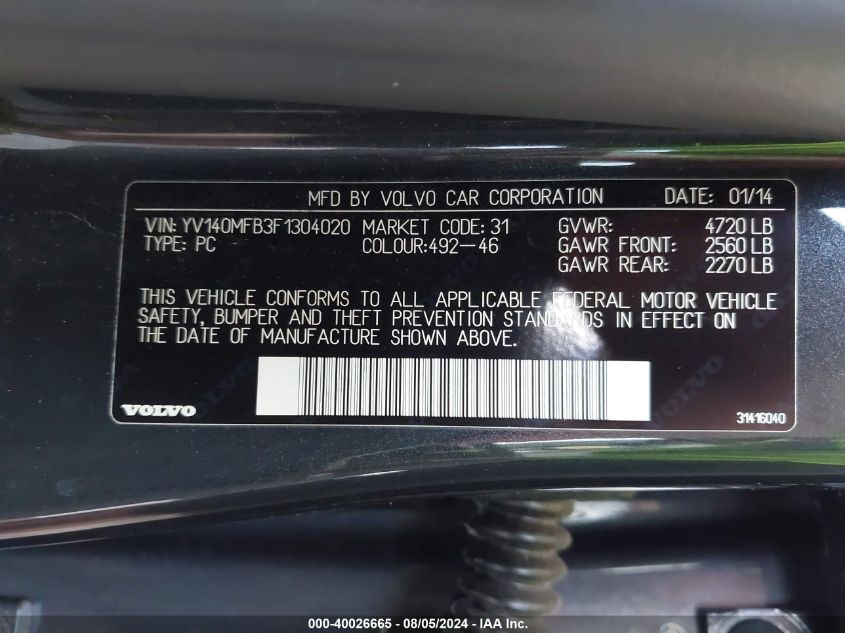 MFD BY VOLVO CAR CORPORATION DATE: 01/14
VIN: YV140MFB3F1304020 MARKET CODE: 31 GVWR: 4720 LB
TYPE: PC COLOUR:492-46 GAWR FRONT: 2560 LB
GAWR REAR: 2270 LB
THIS VEHICLE CONFORMS TO ALL APPLICABLE FEDERAL MOTOR VEHICLE
SAFETY, BUMPER AND THEFT PREVENTION STANDARDS IN EFFECT ON
THE DATE OF MANUFACTURE SHOWN ABOVE.
VOLVO 31416040
000-40026665 - 08/05/2024 - IAA Inc.